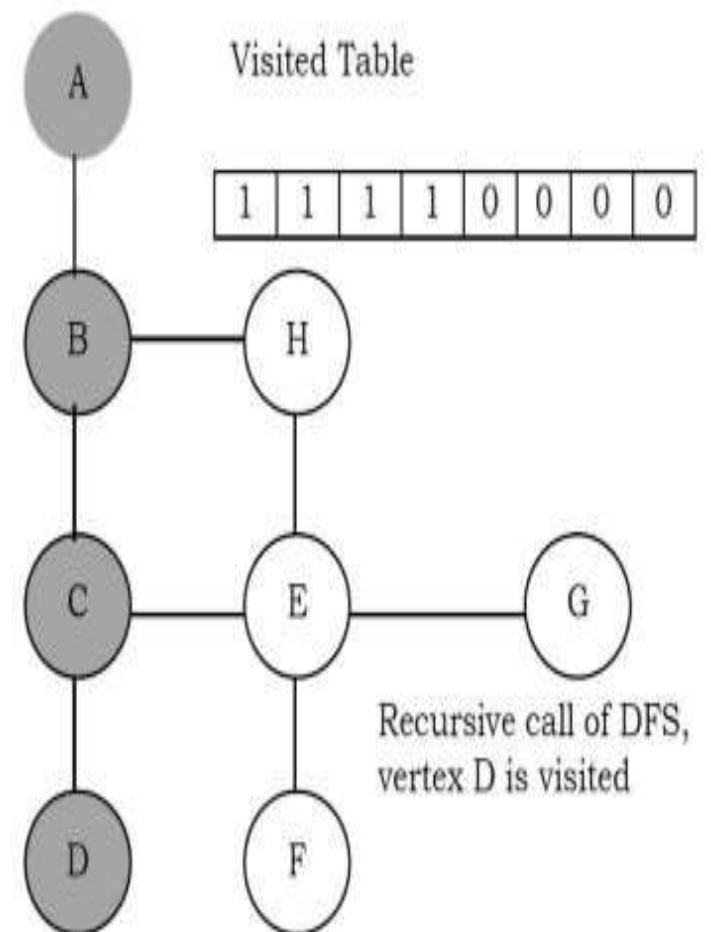 A
Visited Table
1 1 1 1 0 0 0 0
B H
C E G
Recursive call of DFS,
vertex D is visited
D F